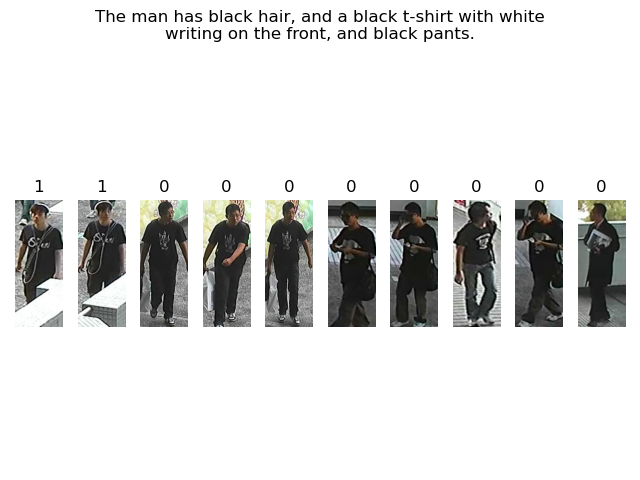 The man has black hair, and a black t-shirt with white
writing on the front, and black pants.
1 1 0 0 0 0 0 0 0 0